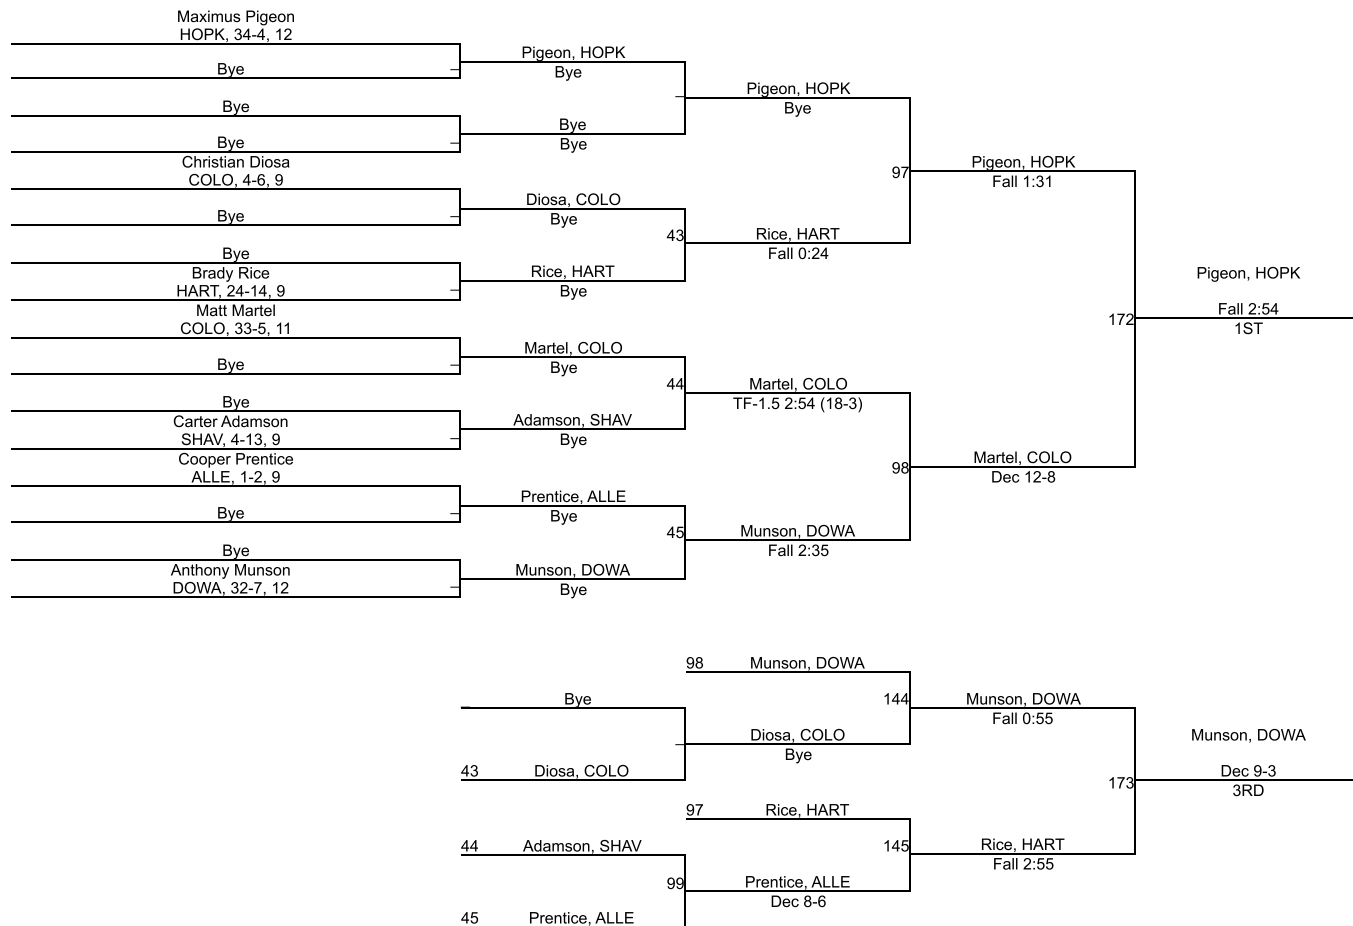 Maximus Pigeon
HOPK, 34-4, 12
Bye
Bye
Bye
Christian Diosa
COLO, 4-6, 9
Bye
Bye
Brady Rice
HART, 24-14, 9
Matt Martel
COLO, 33-5, 11
Bye
Bye
Carter Adamson
SHAV, 4-13, 9
Cooper Prentice
ALLE, 1-2, 9
Bye
Bye
Anthony Munson
DOWA, 32-7, 12
Pigeon, HOPK
Bye
Bye
Bye
Diosa, COLO
Bye
43
Rice, HART
Bye
Martel, COLO
Bye
44
Adamson, SHAV
Bye
Prentice, ALLE
Bye
45
Munson, DOWA
Bye
Pigeon, HOPK
Bye
97
Rice, HART
Fall 0:24
Martel, COLO
TF-1.5 2:54 (18-3)
98
Munson, DOWA
Fall 2:35
Pigeon, HOPK
Fall 1:31
172
Martel, COLO
Dec 12-8
Pigeon, HOPK
Fall 2:54
1ST
Bye
43 Diosa, COLO
44 Adamson, SHAV
99
45 Prentice, ALLE
98 Munson, DOWA
144
Diosa, COLO
Bye
97 Rice, HART
145
Prentice, ALLE
Dec 8-6
Munson, DOWA
Fall 0:55
173
Rice, HART
Fall 2:55
Munson, DOWA
Dec 9-3
3RD